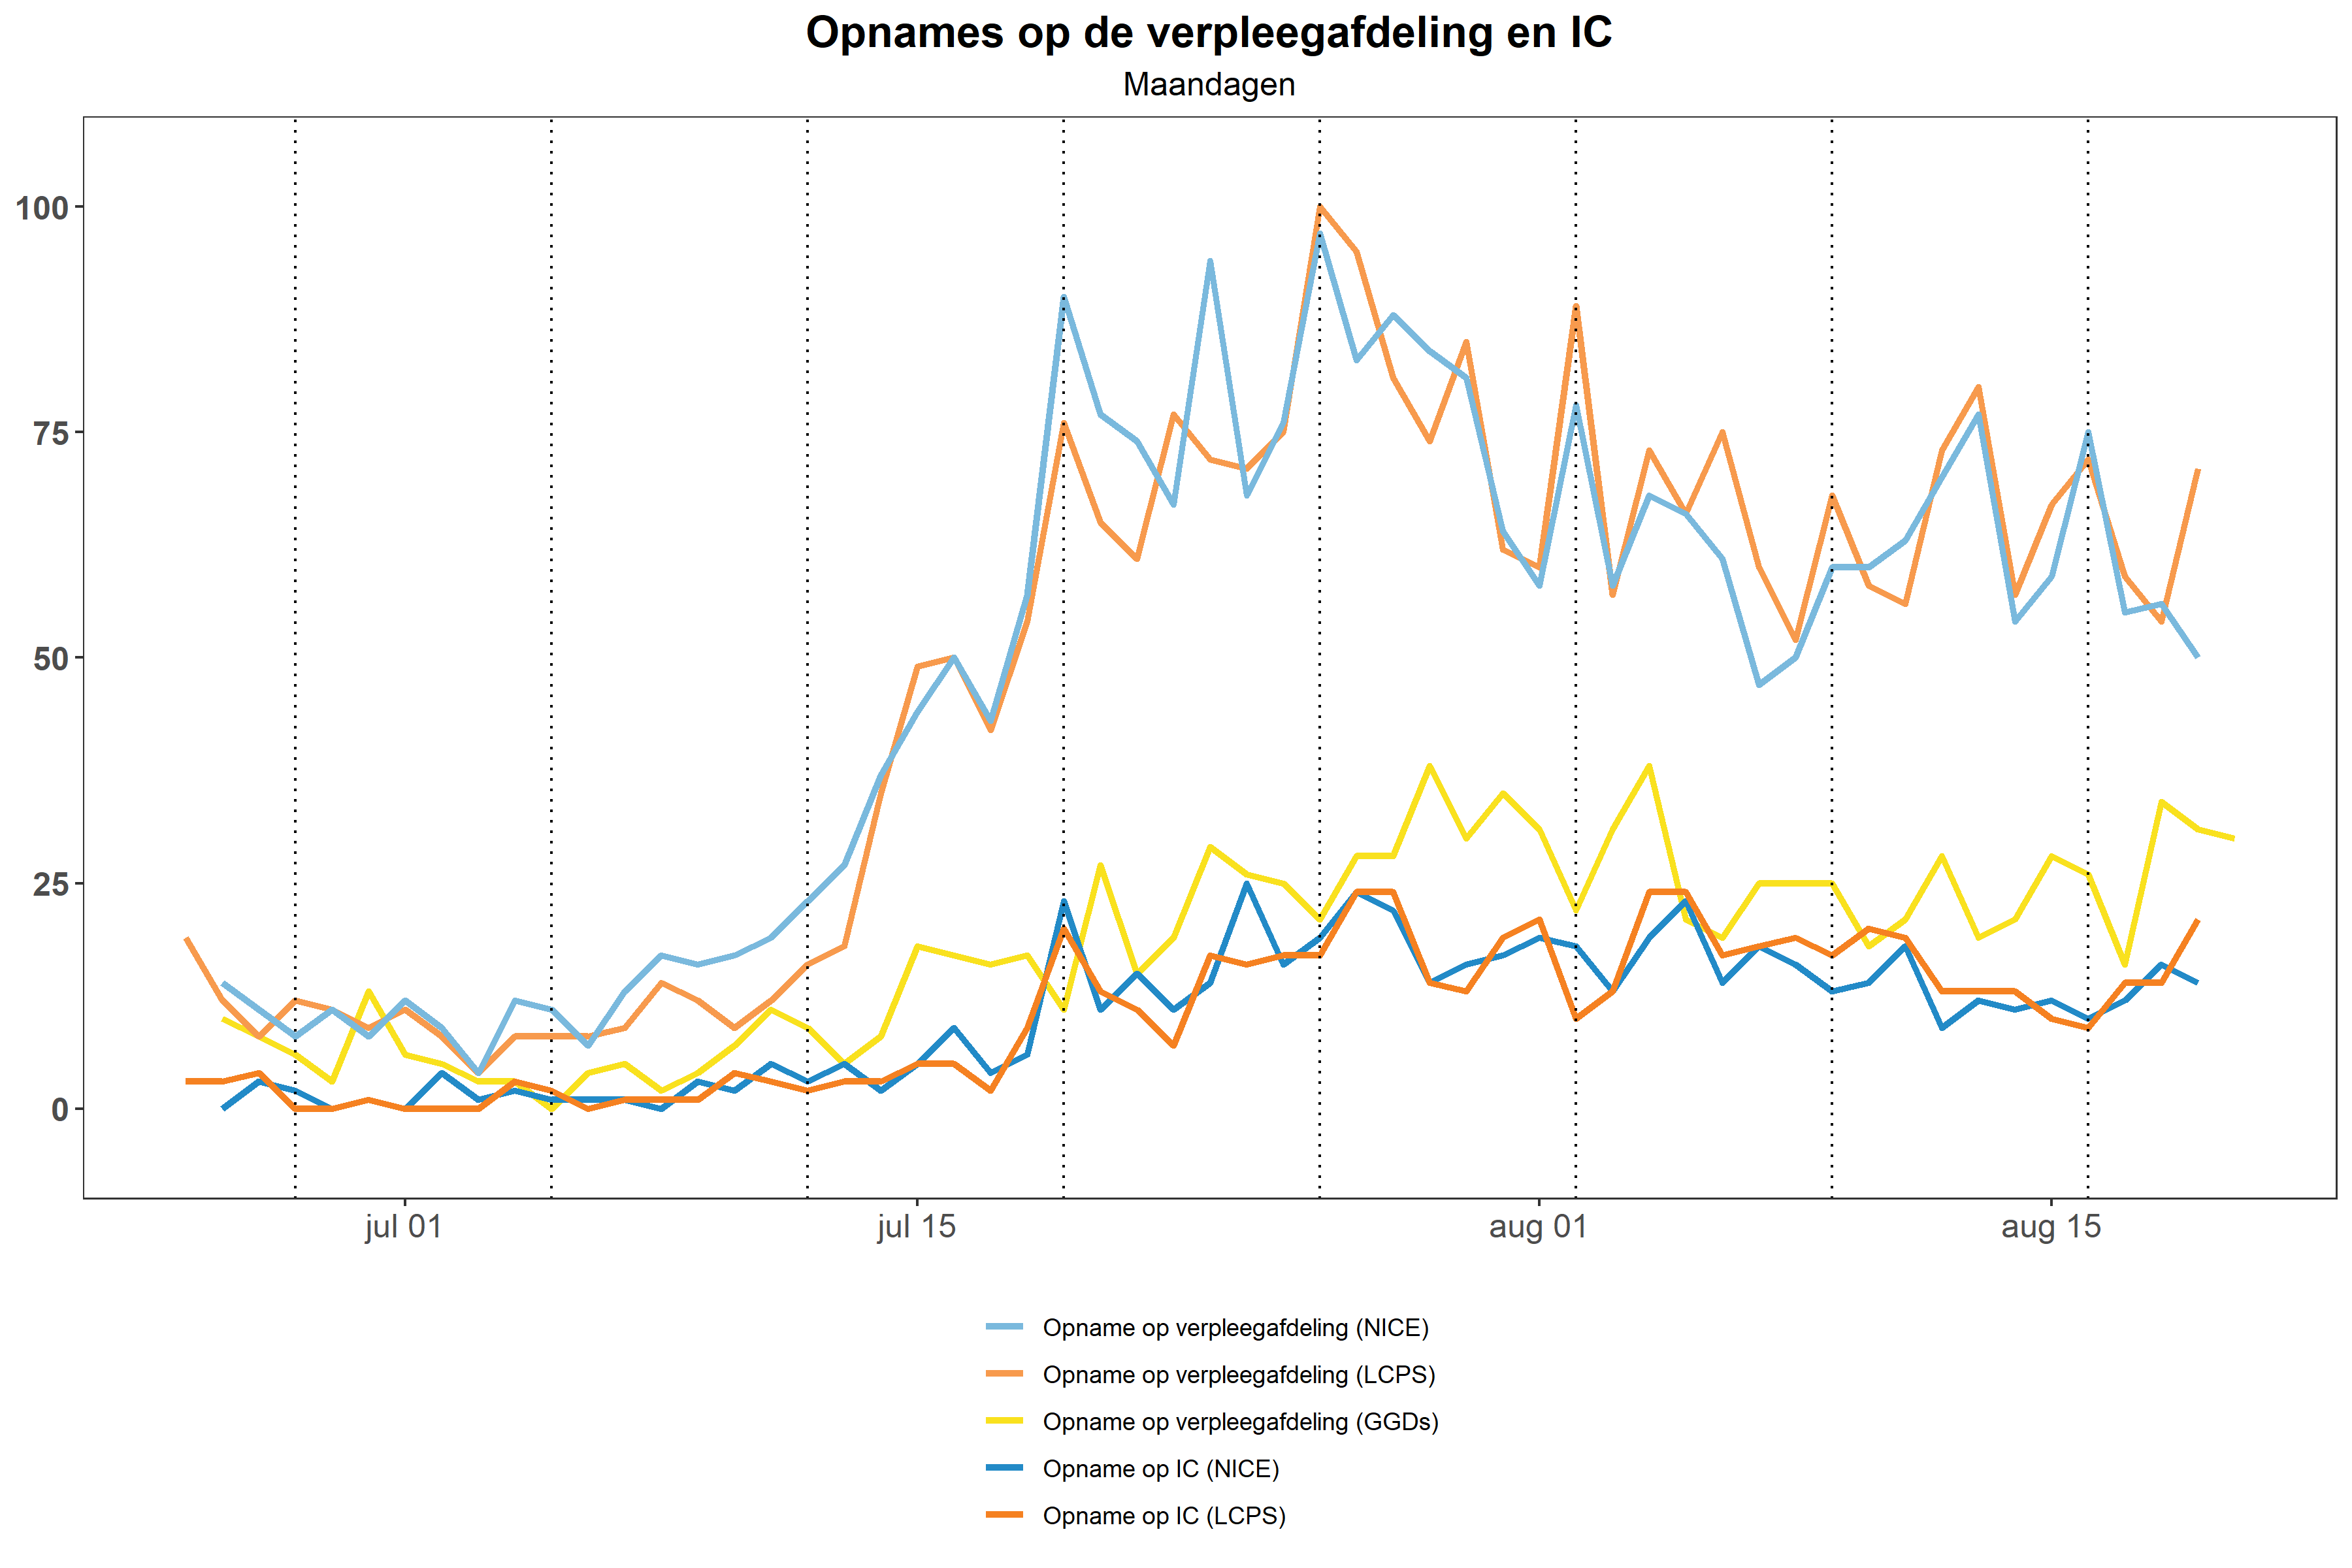 Opnames op de verpleegafdeling en IC
Maandagen
100
75
50
25
0
jul 01 jul 15 aug 01 aug 15
Opname op verpleegafdeling (NICE)
Opname op verpleegafdeling (LCPS)
Opname op verpleegafdeling (GGDs)
Opname op IC (NICE)
Opname op IC (LCPS)